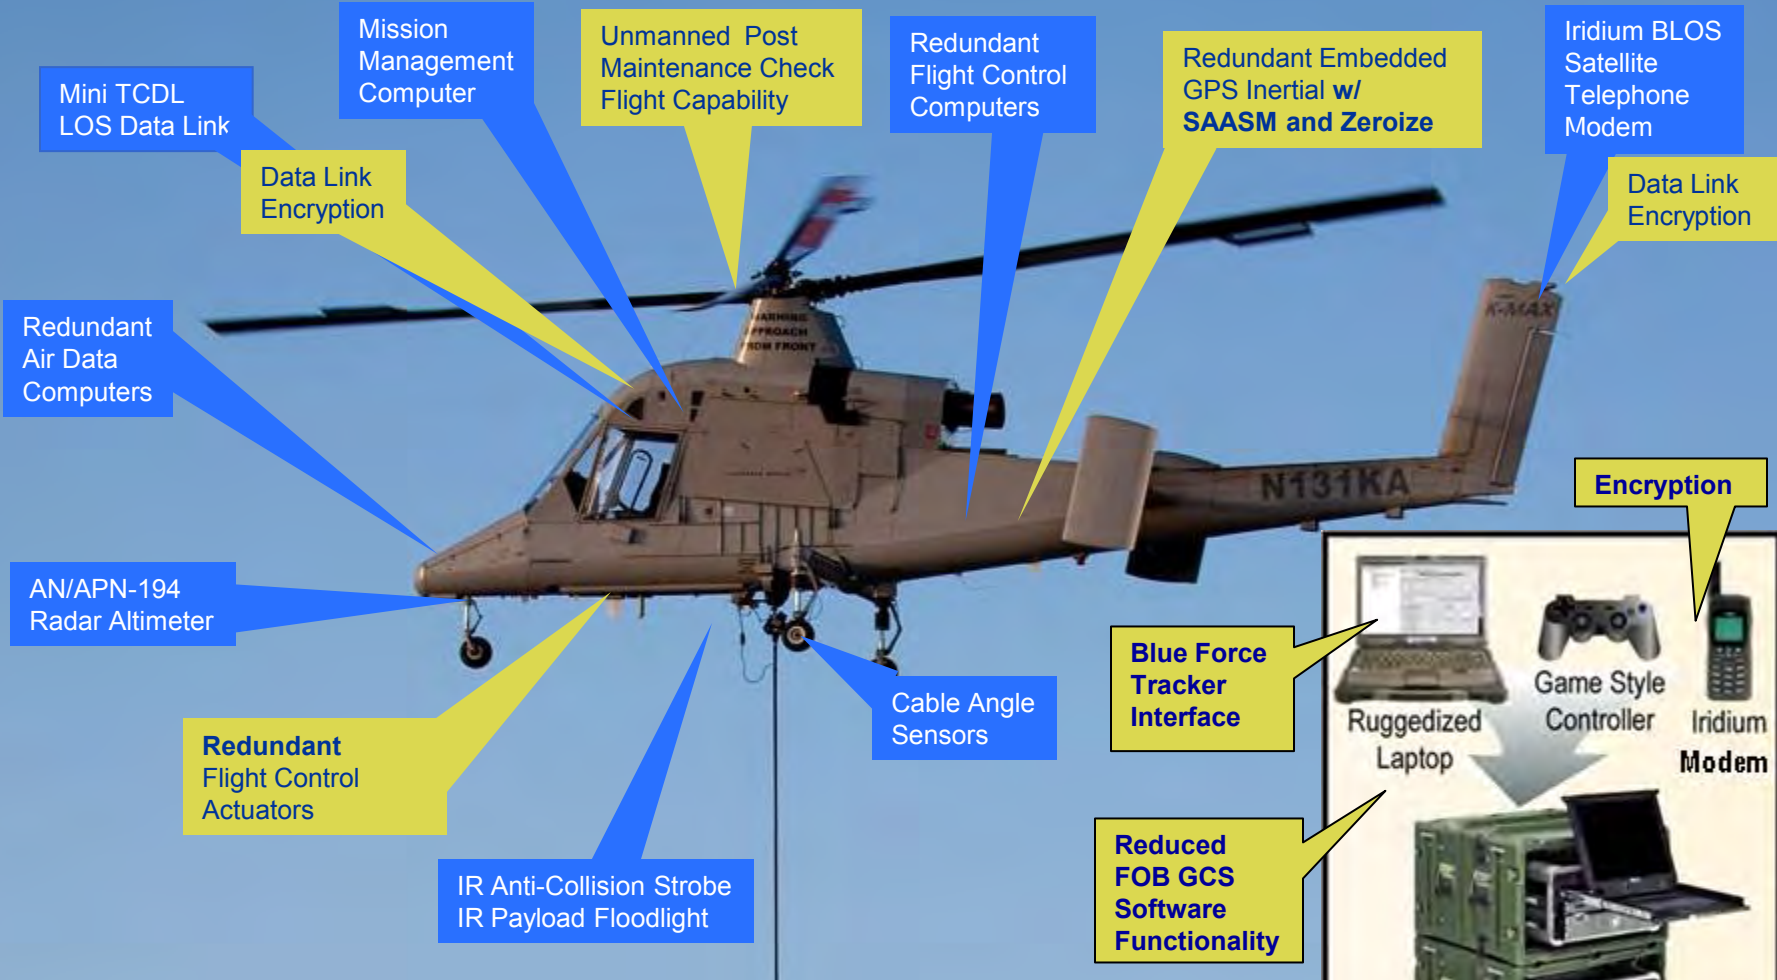 Mission
Management
Computer
Unmanned Post
Maintenance Check
Flight Capability
Redundant
Flight Control
Computers
Redundant Embedded
GPS Inertial w/
SAASM and Zeroize
Iridium BLOS
Satellite
Telephone
Modem
Mini TCDL
LOS Data Link
Data Link
Encryption
Data Link
Encryption
Redundant
Air Data
Computers
WARNING
APPROACH
FROM FRONT
K-MAX
N131KA
Encryption
AN/APN-194
Radar Altimeter
Blue Force
Tracker
Interface
Ruggedized
Laptop
Game Style
Controller
Iridium
Modem
Cable Angle
Sensors
Redundant
Flight Control
Actuators
IR Anti-Collision Strobe
IR Payload Floodlight
Reduced
FOB GCS
Software
Functionality